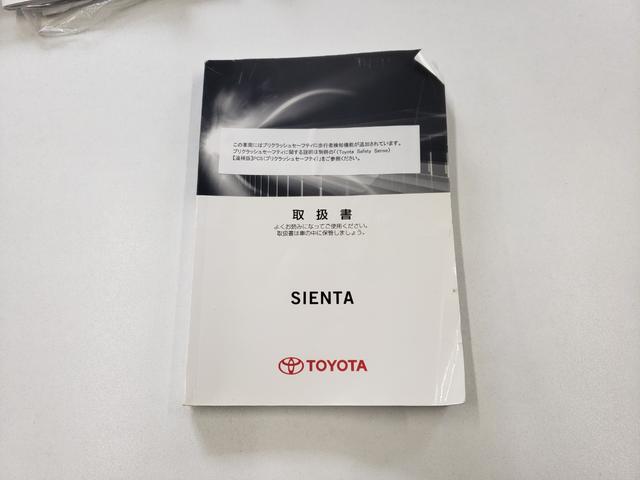 この車両にはプリクラッシュセーフティに歩行者検知機能が追加されています。
プリクラッシュセーフティに関する説明は別冊の「(Toyota Safety Sense)
【追補版】PCS(プリクラッシュセーフティ)」をご参照ください。
取扱書
よくお読みになってご使用ください。
取扱書は車の中に保管しましょう。
SIENTA
TOYOTA